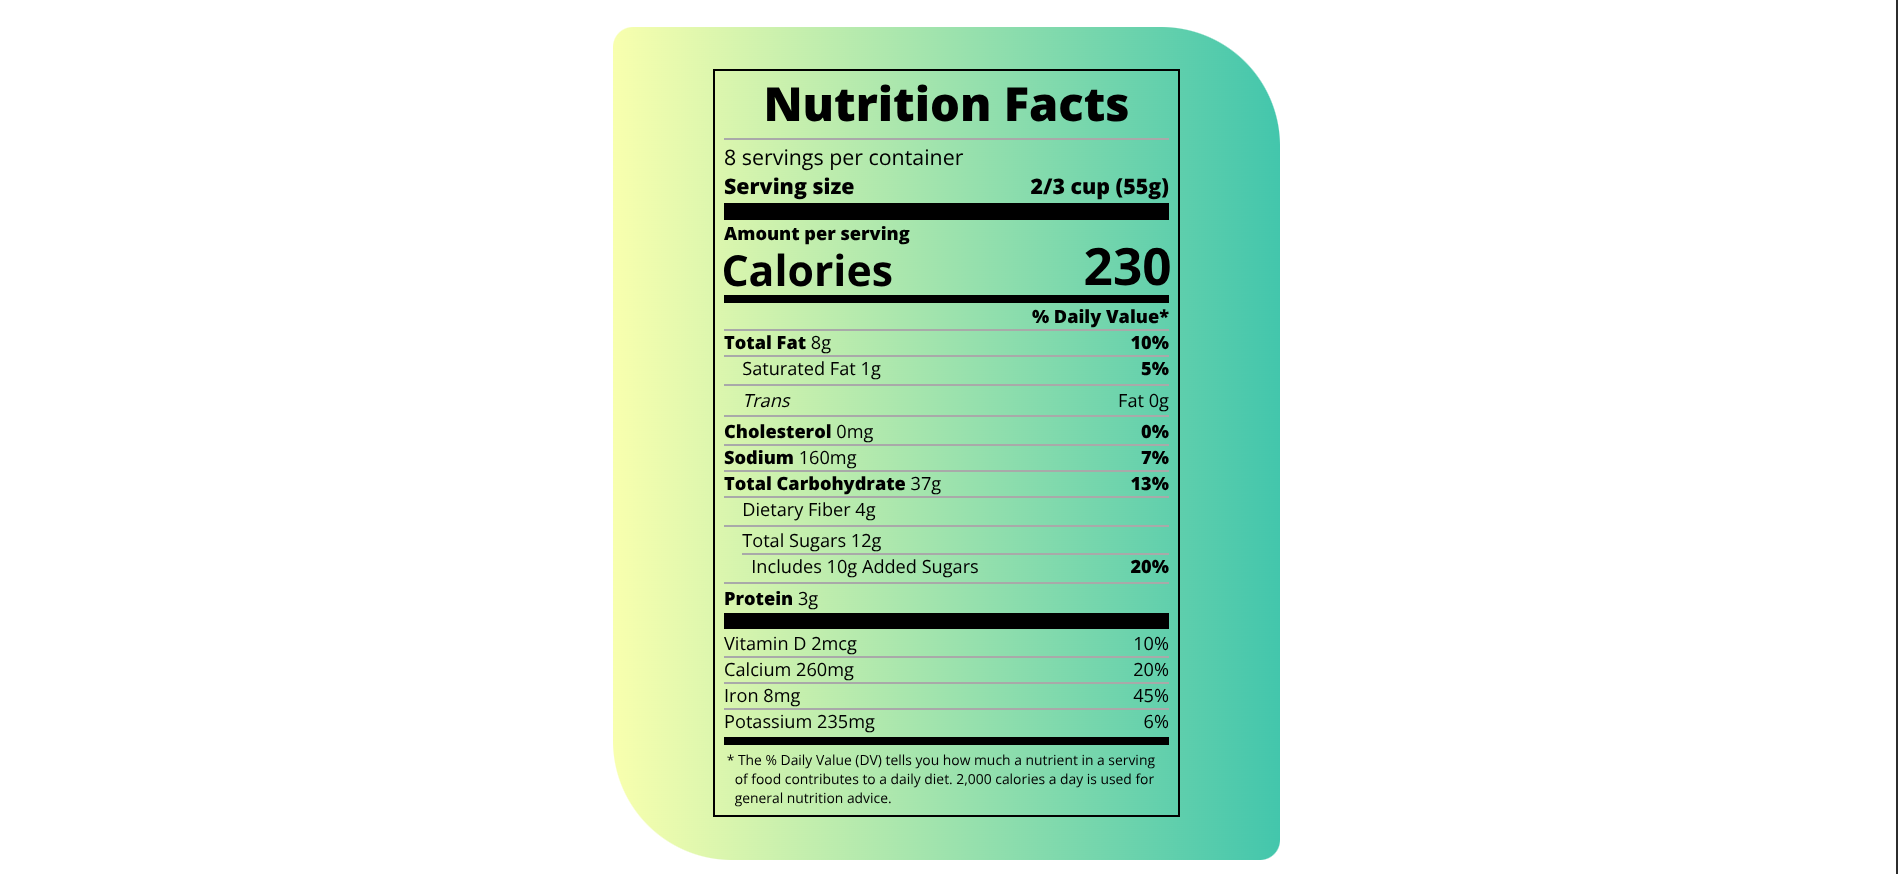 Nutrition Facts
8 servings per container
Serving size 2/3 cup (55g)
Amount per serving
Calories 230
% Daily Value*
Total Fat 8g 10%
Saturated Fat 1g 5%
Trans Fat 0g
Cholesterol 0mg 0%
Sodium 160mg 7%
Total Carbohydrate 37g 13%
Dietary Fiber 4g
Total Sugars 12g
Includes 10g Added Sugars 20%
Protein 3g
Vitamin D 2mcg 10%
Calcium 260mg 20%
Iron 8mg 45%
Potassium 235mg 6%
* The % Daily Value (DV) tells you how much a nutrient in a serving
of food contributes to a daily diet. 2,000 calories a day is used for
general nutrition advice.